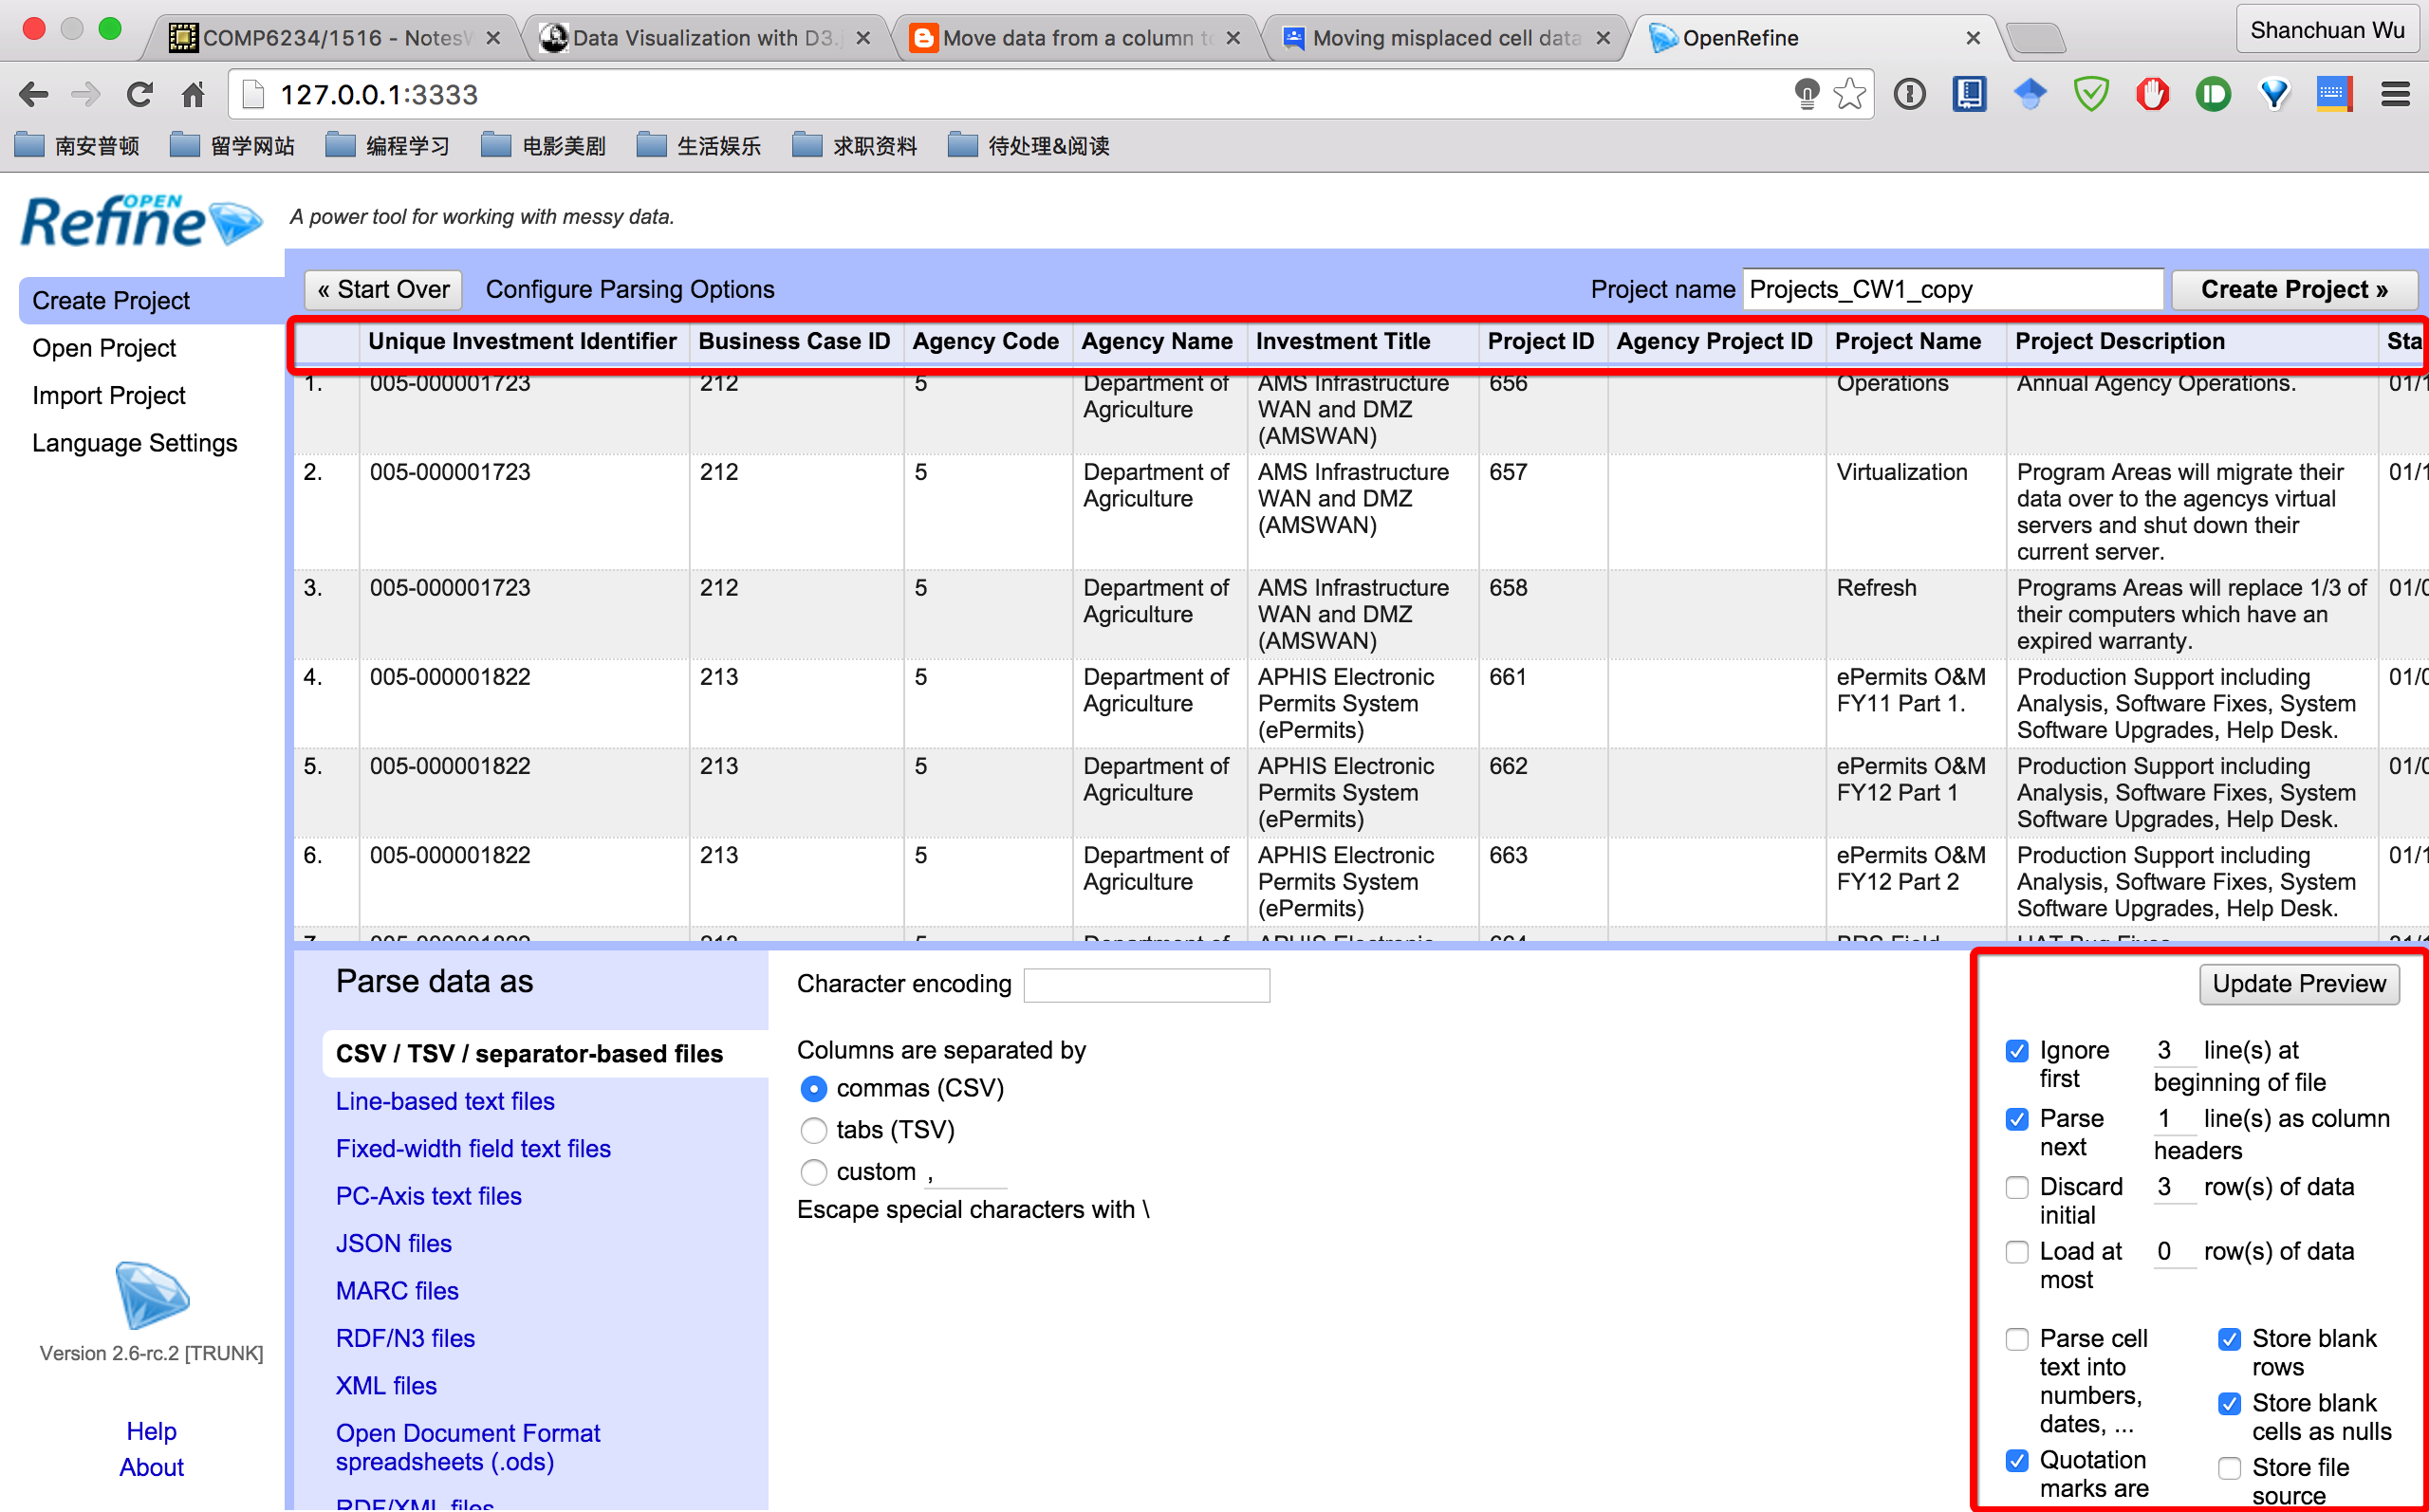 COMP6234/1516 - Notes
Data Visualization with D3.j
Move data from a column t
Moving misplaced cell data
OpenRefine
Shanchuan Wu
127.0.0.1:3333
南安普顿
留学网站
编程学习
电影美剧
生活娱乐
求职资料
待处理&阅读
OPEN
Refine
A power tool for working with messy data.
Create Project
Open Project
Import Project
Language Settings
« Start Over
Configure Parsing Options
Project name
Projects_CW1_copy
Create Project »
Unique Investment Identifier Business Case ID Agency Code Agency Name Investment Title Project ID Agency Project ID Project Name Project Description Sta
1. 005-000001723 212 5 Department of AMS Infrastructure 656 Operations Annual Agency Operations. 01/1
Agriculture WAN and DMZ
(AMSWAN)
2. 005-000001723 212 5 Department of AMS Infrastructure 657 Virtualization Program Areas will migrate their 01/1
Agriculture WAN and DMZ data over to the agencys virtual
(AMSWAN) servers and shut down their
current server.
3. 005-000001723 212 5 Department of AMS Infrastructure 658 Refresh Programs Areas will replace 1/3 of 01/0
Agriculture WAN and DMZ their computers which have an
(AMSWAN) expired warranty.
4. 005-000001822 213 5 Department of APHIS Electronic 661 ePermits O&M Production Support including 01/0
Agriculture Permits System FY11 Part 1. Analysis, Software Fixes, System
(ePermits) Software Upgrades, Help Desk.
5. 005-000001822 213 5 Department of APHIS Electronic 662 ePermits O&M Production Support including 01/0
Agriculture Permits System FY12 Part 1 Analysis, Software Fixes, System
(ePermits) Software Upgrades, Help Desk.
6. 005-000001822 213 5 Department of APHIS Electronic 663 ePermits O&M Production Support including 01/1
Agriculture Permits System FY12 Part 2 Analysis, Software Fixes, System
(ePermits) Software Upgrades, Help Desk.
Parse data as
CSV / TSV / separator-based files
Line-based text files
Fixed-width field text files
PC-Axis text files
JSON files
MARC files
RDF/N3 files
XML files
Open Document Format
spreadsheets (.ods)
RDF/XML files
Character encoding
Columns are separated by
commas (CSV)
tabs (TSV)
custom ,
Escape special characters with \
Update Preview
Ignore 3 line(s) at
first beginning of file
Parse 1 line(s) as column
next headers
Discard 3 row(s) of data
initial
Load at 0 row(s) of data
most
Parse cell
text into
numbers,
dates, ...
Quotation
marks are
Store blank
rows
Store blank
cells as nulls
Store file
source
Version 2.6-rc.2 [TRUNK]
Help
About